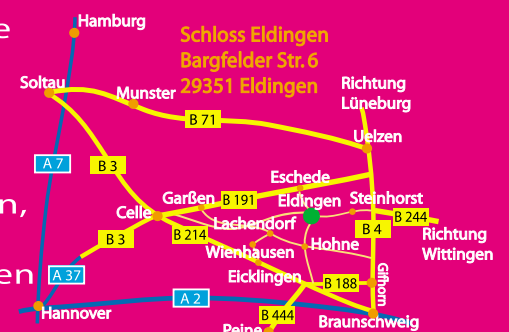 e
Hamburg
Schloss Eldingen
Bargfelder Str. 6
29351 Eldingen
Soltau
Munster
Richtung
Lüneburg
B 71
Uelzen
A 7
B 3
Eschede
Garßen
B 191
Eldingen
Steinhorst
n,
Celle
B 244
Lachendorf
B 4
B 214
Richtung
Wittingen
B 3
Hohne
Wienhausen
en
A 37
Eicklingen
B 188
Gifhorn
A 2
Hannover
B 444
Braunschweig
Peine